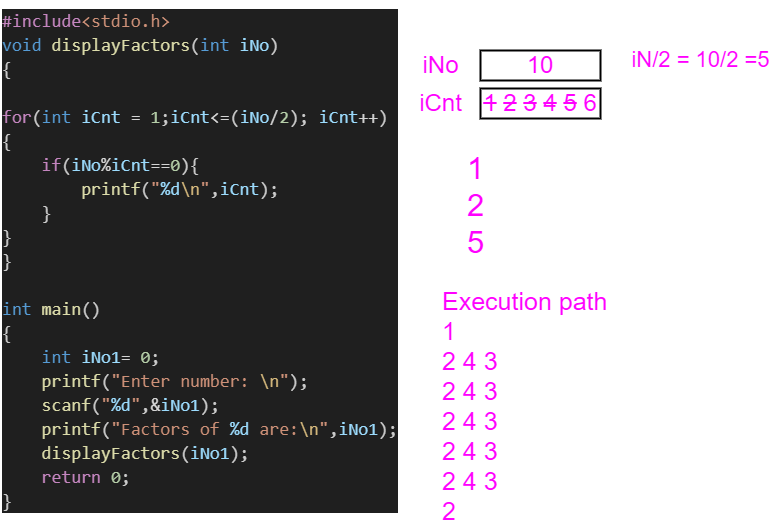 #include<stdio.h>
void displayFactors(int iNo)
{
for(int iCnt = 1;iCnt<=(iNo/2); iCnt++)
{
if(iNo%iCnt==0){
printf("%d\n",iCnt);
}
}
}
int main()
{
int iNo1= 0;
printf("Enter number: \n");
scanf("%d",&iNo1);
printf("Factors of %d are:\n",iNo1);
displayFactors(iNo1);
return 0;
}
iNo 10 iN/2 = 10/2 =5
iCnt 1 2 3 4 5 6
1
2
5
Execution path
1
2 4 3
2 4 3
2 4 3
2 4 3
2 4 3
2